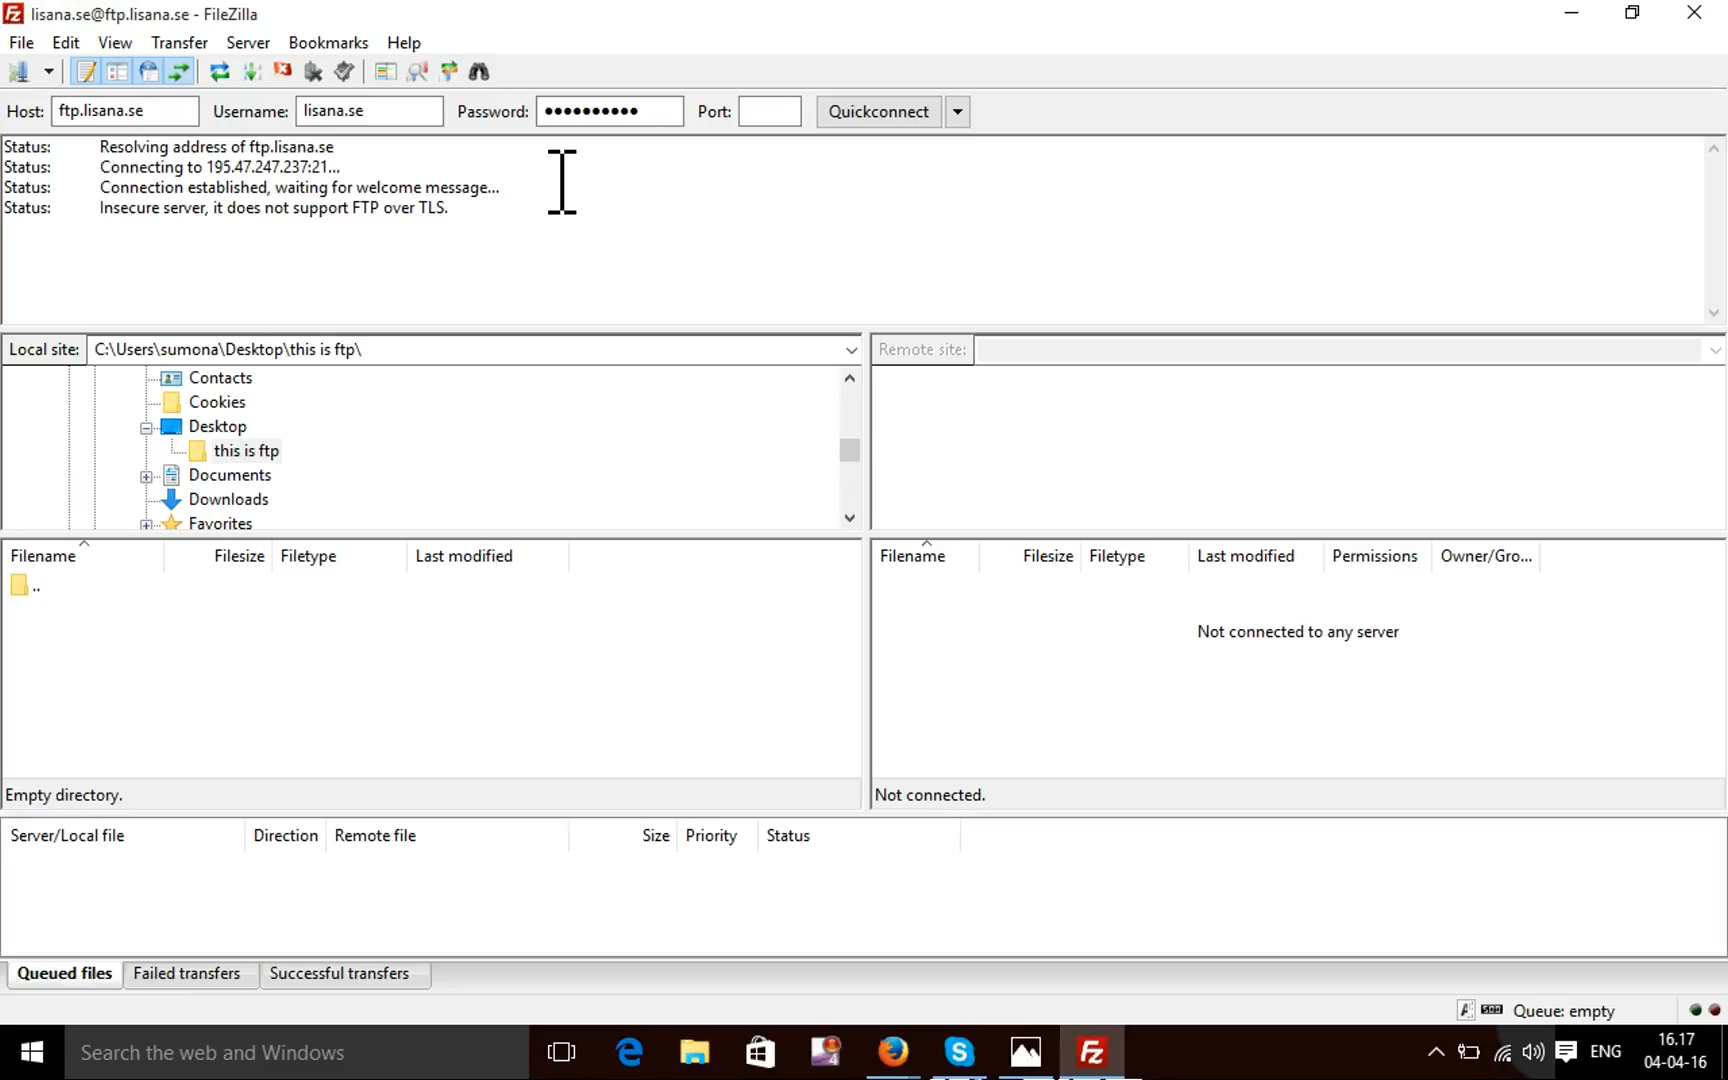 lisana.se@ftp.lisana.se - FileZilla
File Edit View Transfer Server Bookmarks Help
Host: ftp.lisana.se Username: lisana.se Password: ●●●●●●●●●● Port: Quickconnect
Status: Resolving address of ftp.lisana.se
Status: Connecting to 195.47.247.237:21...
Status: Connection established, waiting for welcome message...
Status: Insecure server, it does not support FTP over TLS.
Local site: C:\Users\sumona\Desktop\this is ftp\
Remote site:
Contacts
Cookies
Desktop
this is ftp
Documents
Downloads
Favorites
Filename Filesize Filetype Last modified
..
Empty directory.
Filename Filesize Filetype Last modified Permissions Owner/Gro...
Not connected to any server
Not connected.
Server/Local file Direction Remote file Size Priority Status
Queued files Failed transfers Successful transfers
Queue: empty
Search the web and Windows
ENG
16.17
04-04-16